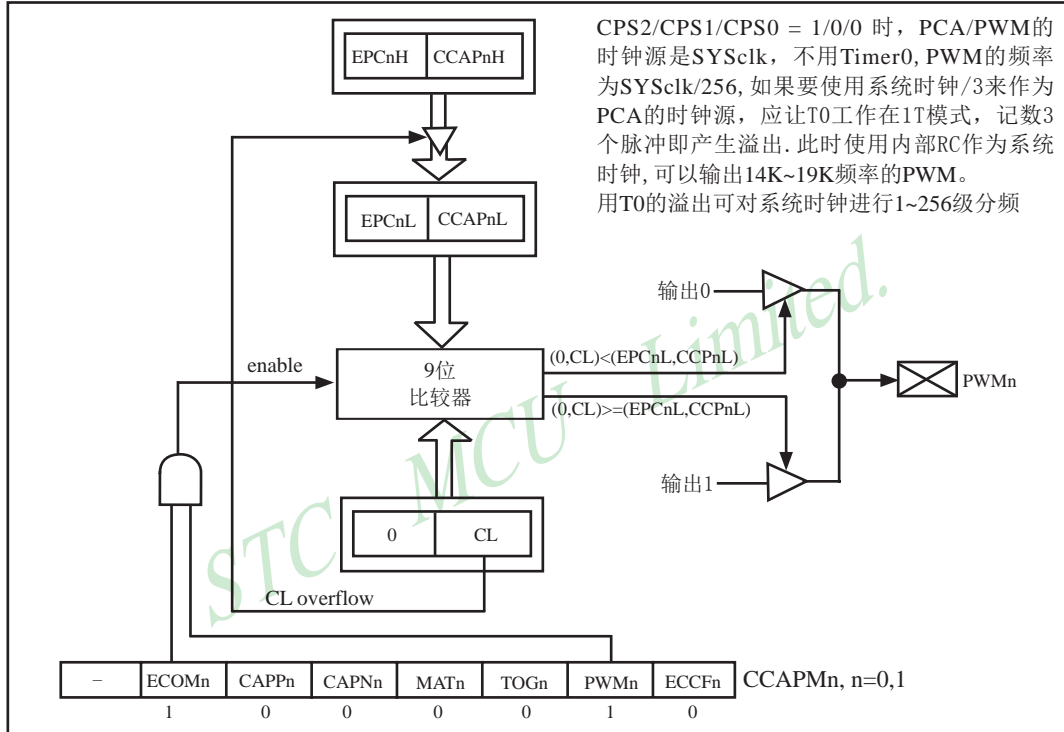 CPS2/CPS1/CPS0 = 1/0/0 时，PCA/PWM的
时钟源是SYSclk，不用Timer0, PWM的频率
为SYSclk/256, 如果要使用系统时钟/3来作为
PCA的时钟源，应让T0工作在1T模式，记数3
个脉冲即产生溢出. 此时使用内部RC作为系统
时钟, 可以输出14K~19K频率的PWM。
用T0的溢出可对系统时钟进行1~256级分频
EPCnH CCAPnH
EPCnL CCAPnL
输出0
enable
9位
比较器
(0,CL)<(EPCnL,CCPnL)
(0,CL)>=(EPCnL,CCPnL)
PWMn
输出1
0 CL
CL overflow
STC MCU Limited.
– ECOMn CAPPn CAPNn MATn TOGn PWMn ECCFn CCAPMn, n=0,1
1 0 0 0 0 1 0